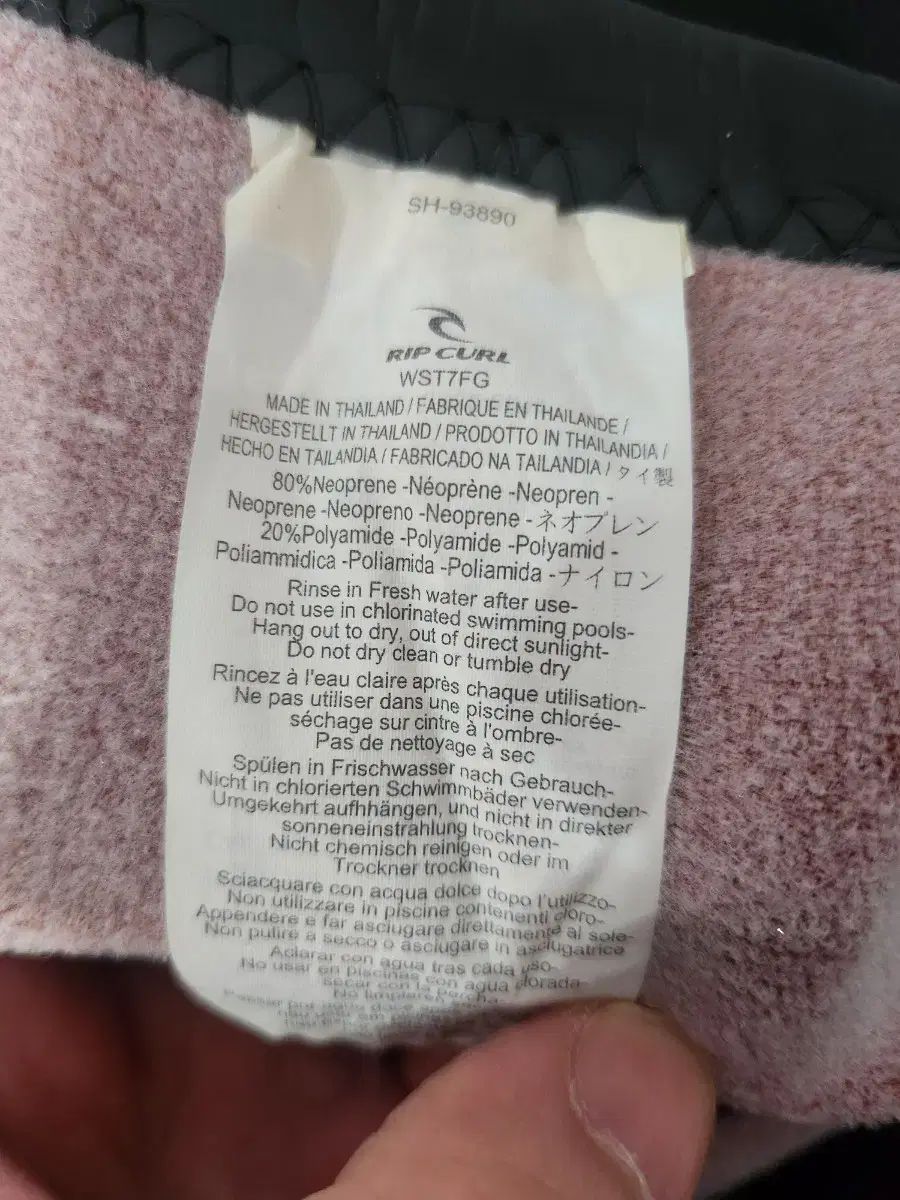 SH-93890
RIP CURL
WST7FG
MADE IN THAILAND / FABRIQUE EN THAILANDE /
HERGESTELLT IN THAILAND / PRODOTTO IN THAILANDIA /
HECHO EN TAILANDIA / FABRICADO NA TAILANDIA / タイ製
80%Neoprene -Néoprène -Neopren -
Neoprene -Neopreno -Neoprene -ネオプレン
20%Polyamide -Polyamide -Polyamid -
Poliammidica -Poliamida -Poliamida -ナイロン
Rinse in Fresh water after use-
Do not use in chlorinated swimming pools-
Hang out to dry, out of direct sunlight-
Do not dry clean or tumble dry
Rincez à l'eau claire après chaque utilisation-
Ne pas utiliser dans une piscine chlorée-
séchage sur cintre à l'ombre-
Pas de nettoyage à sec
Spülen in Frischwasser nach Gebrauch-
Nicht in chlorierten Schwimmbäder verwenden-
Umgekehrt aufhhängen, und nicht in direkter
sonneneinstrahlung trocknen-
Nicht chemisch reinigen oder im
Trockner trocknen
Sciacquare con acqua dolce dopo l'utilizzo-
Non utilizzare in piscine contenenti cloro-
Appendere e far asciugare direttamente al sole-
Non pulire a secco o asciugare in asciugatrice
Aclarar con agua tras cada uso-
No usar en piscinas con agua clorada-
secar con la percha-
No limpieren